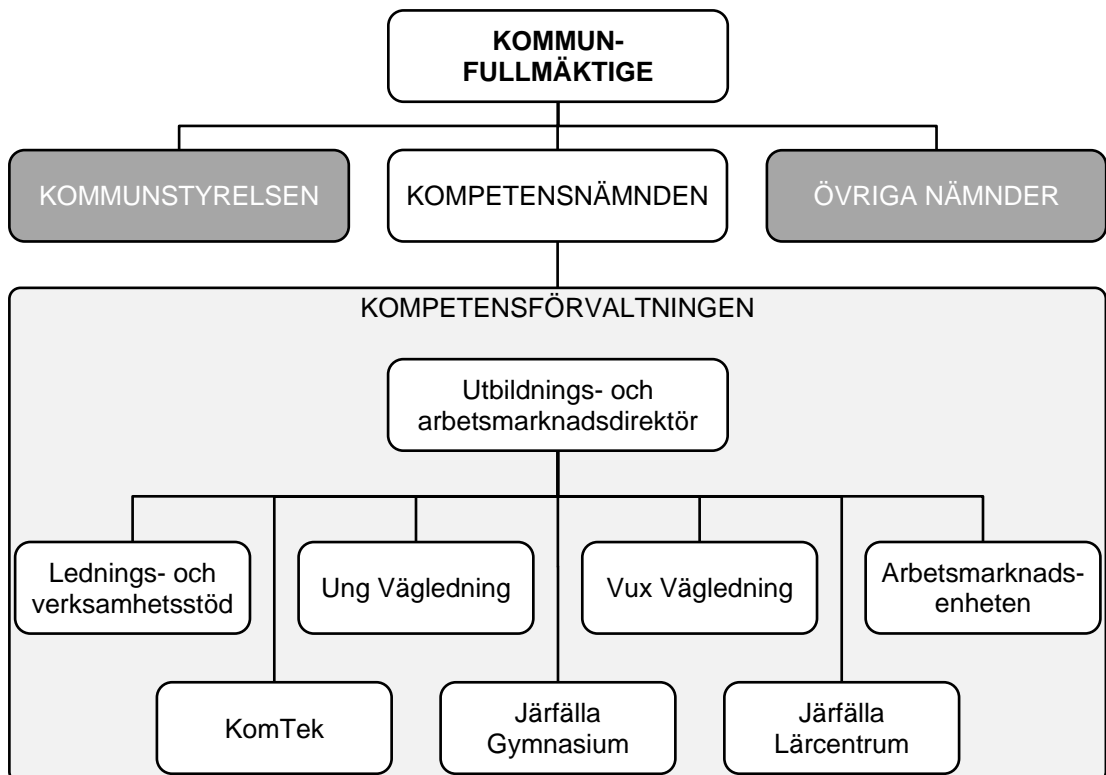 KOMMUN-
FULLMÄKTIGE
KOMMUNSTYRELSEN
KOMPETENSNÄMNDEN
ÖVRIGA NÄMNDER
KOMPETENSFÖRVALTNINGEN
Utbildnings- och
arbetsmarknadsdirektör
Lednings- och
verksamhetsstöd
Ung Vägledning
Vux Vägledning
Arbetsmarknads-
enheten
KomTek
Järfälla
Gymnasium
Järfälla
Lärcentrum